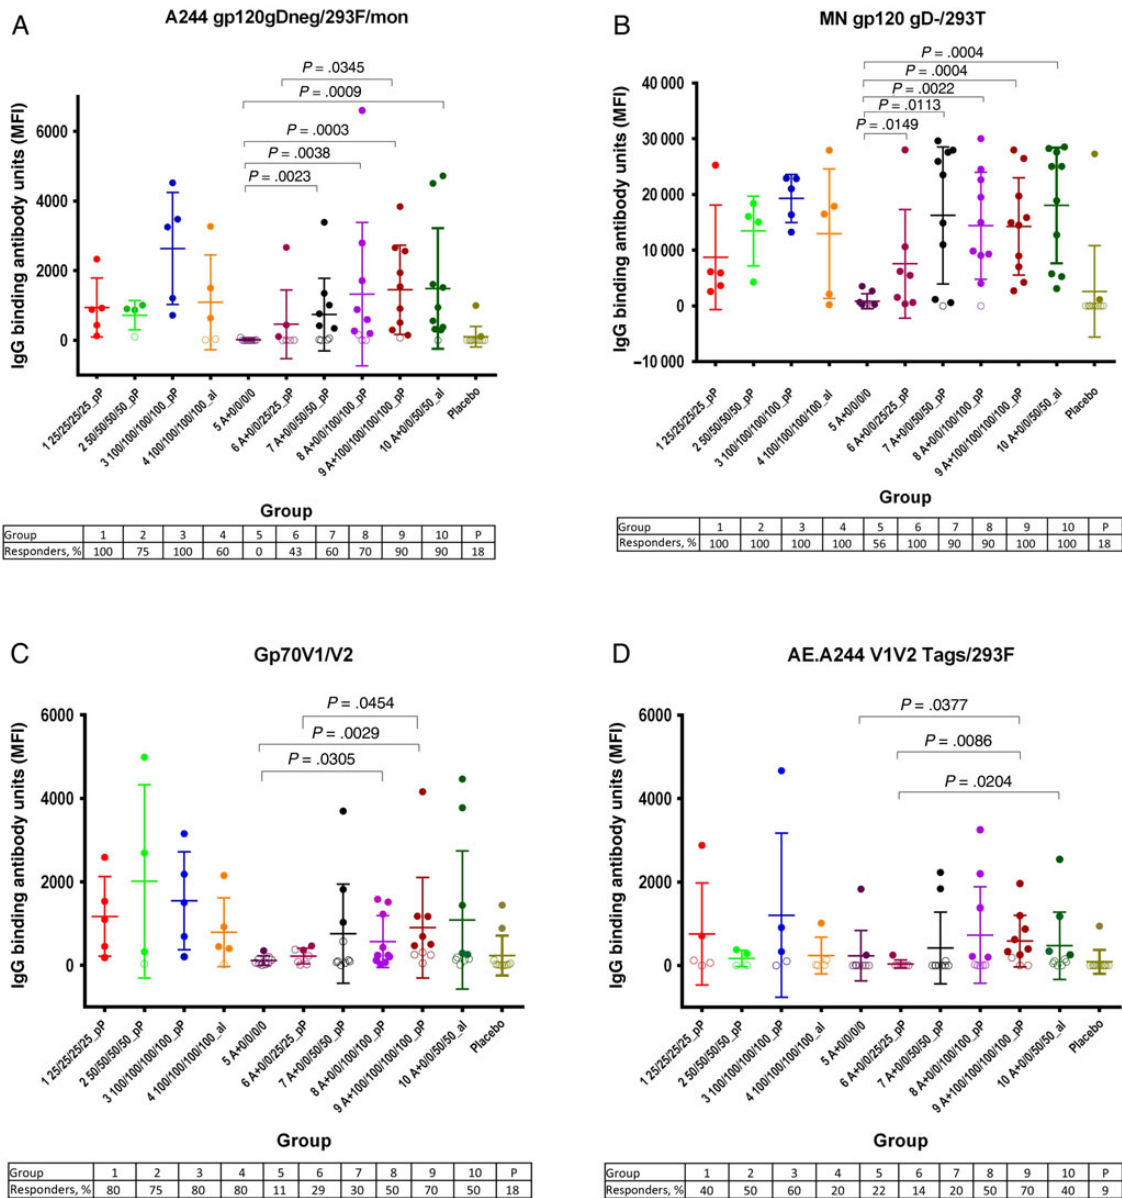 A
A244 gp120gDneg/293F/mon
IgG binding antibody units (MFI)
6000
4000
2000
0
P = .0345
P = .0009
P = .0003
P = .0038
P = .0023
1 25/25/25/25_pP
2 50/50/50/50_pP
3 100/100/100/100_pP
4 100/100/100/100_al
5 A+0/0/0/0
6 A+0/0/25/25_pP
7 A+0/0/50/50_pP
8 A+0/0/100/100_pP
9 A+100/100/100/100_pP
10 A+0/0/50/50_al
Placebo
Group
Group 1 2 3 4 5 6 7 8 9 10 P
Responders, % 100 75 100 60 0 43 60 70 90 90 18
B
MN gp120 gD-/293T
IgG binding antibody units (MFI)
40 000
30 000
20 000
10 000
0
–10 000
P = .0004
P = .0004
P = .0022
P = .0113
P = .0149
1 25/25/25/25_pP
2 50/50/50/50_pP
3 100/100/100/100_pP
4 100/100/100/100_al
5 A+0/0/0/0
6 A+0/0/25/25_pP
7 A+0/0/50/50_pP
8 A+0/0/100/100_pP
9 A+100/100/100/100_pP
10 A+0/0/50/50_al
Placebo
Group
Group 1 2 3 4 5 6 7 8 9 10 P
Responders, % 100 100 100 100 56 100 90 90 100 100 18
C
Gp70V1/V2
IgG binding antibody units (MFI)
6000
4000
2000
0
P = .0454
P = .0029
P = .0305
1 25/25/25/25_pP
2 50/50/50/50_pP
3 100/100/100/100_pP
4 100/100/100/100_al
5 A+0/0/0/0
6 A+0/0/25/25_pP
7 A+0/0/50/50_pP
8 A+0/0/100/100_pP
9 A+100/100/100/100_pP
10 A+0/0/50/50_al
Placebo
Group
Group 1 2 3 4 5 6 7 8 9 10 P
Responders, % 80 75 80 80 11 29 30 50 70 50 18
D
AE.A244 V1V2 Tags/293F
IgG binding antibody units (MFI)
6000
4000
2000
0
P = .0377
P = .0086
P = .0204
1 25/25/25/25_pP
2 50/50/50/50_pP
3 100/100/100/100_pP
4 100/100/100/100_al
5 A+0/0/0/0
6 A+0/0/25/25_pP
7 A+0/0/50/50_pP
8 A+0/0/100/100_pP
9 A+100/100/100/100_pP
10 A+0/0/50/50_al
Placebo
Group
Group 1 2 3 4 5 6 7 8 9 10 P
Responders, % 40 50 60 20 22 14 20 50 70 40 9